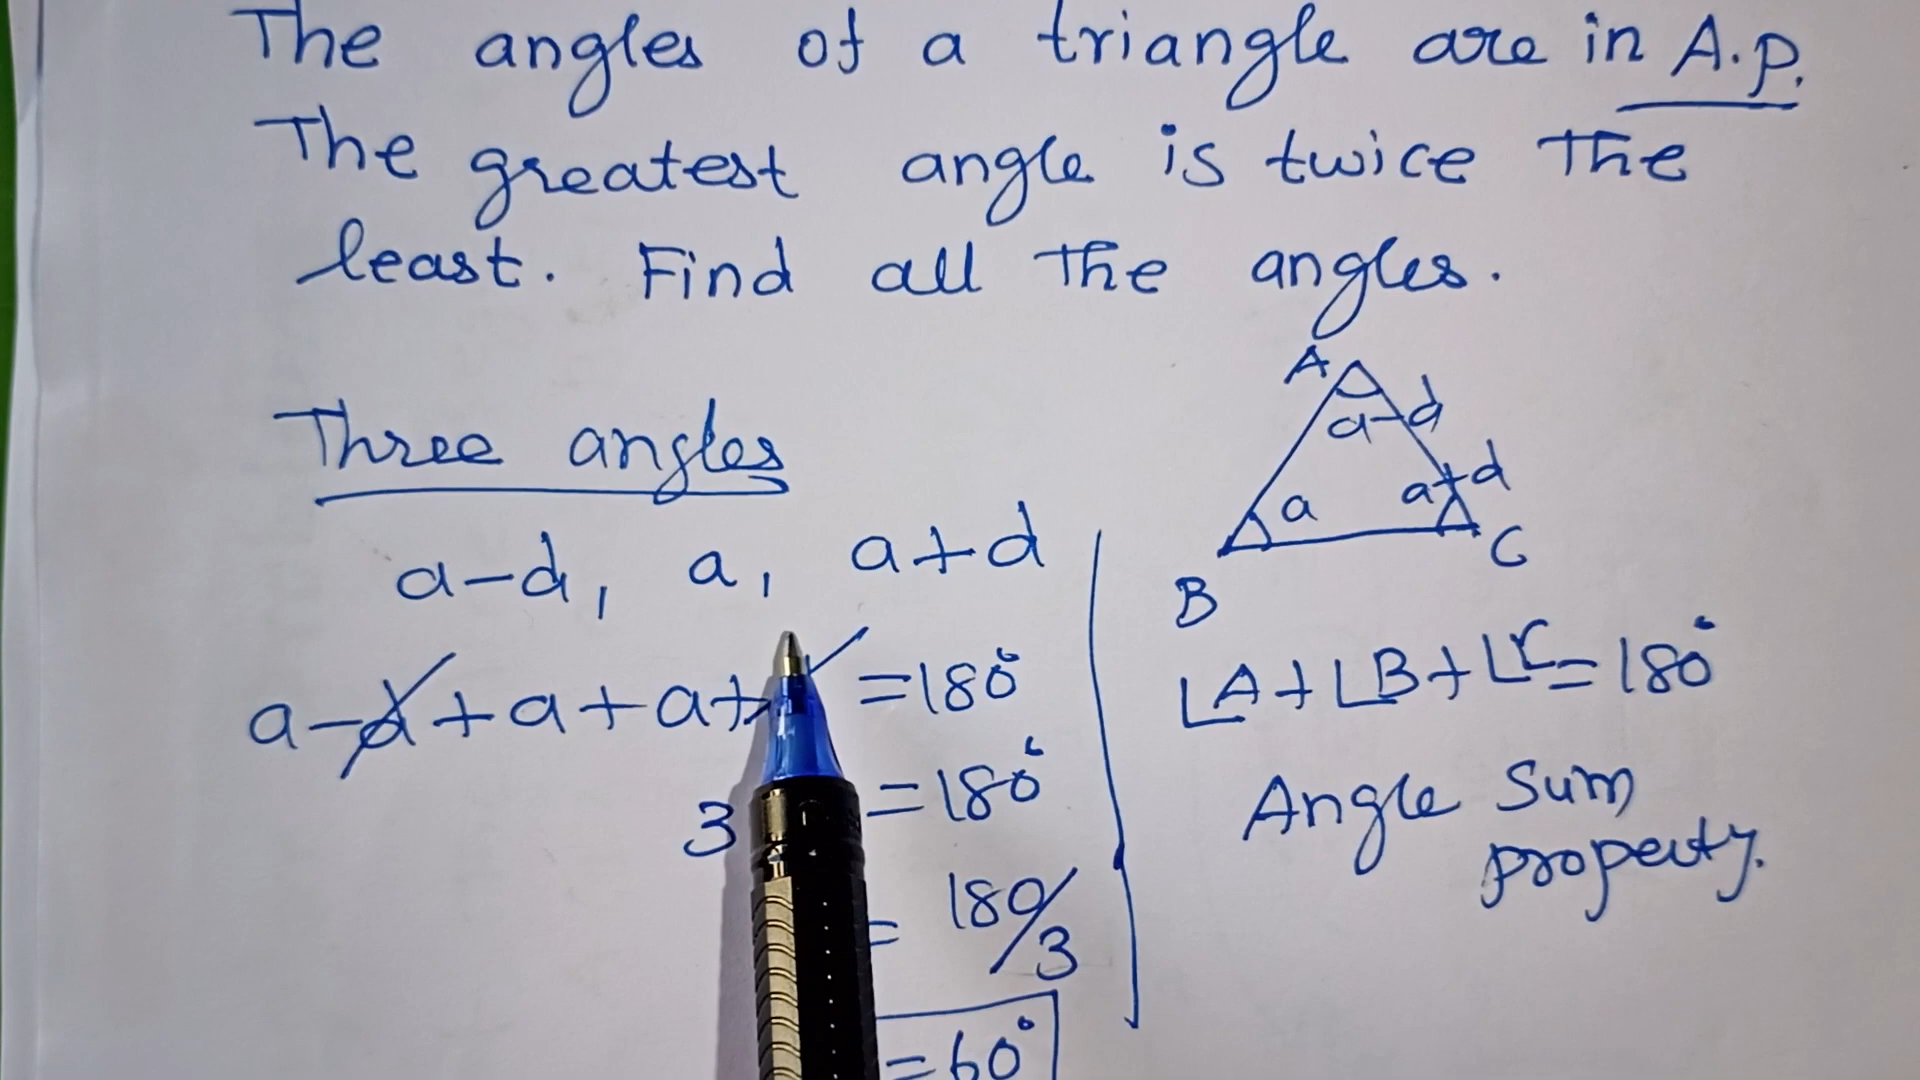 The angles of a triangle are in A.P.
The greatest angle is twice the
least. Find all the angles.
Three angles
a-d, a, a+d
a-d+a+a+ =180°
3 =180°
= 180/3
=60°
A
a-d
a
a+d
B
C
∠A+∠B+∠C=180°
Angle Sum
property.